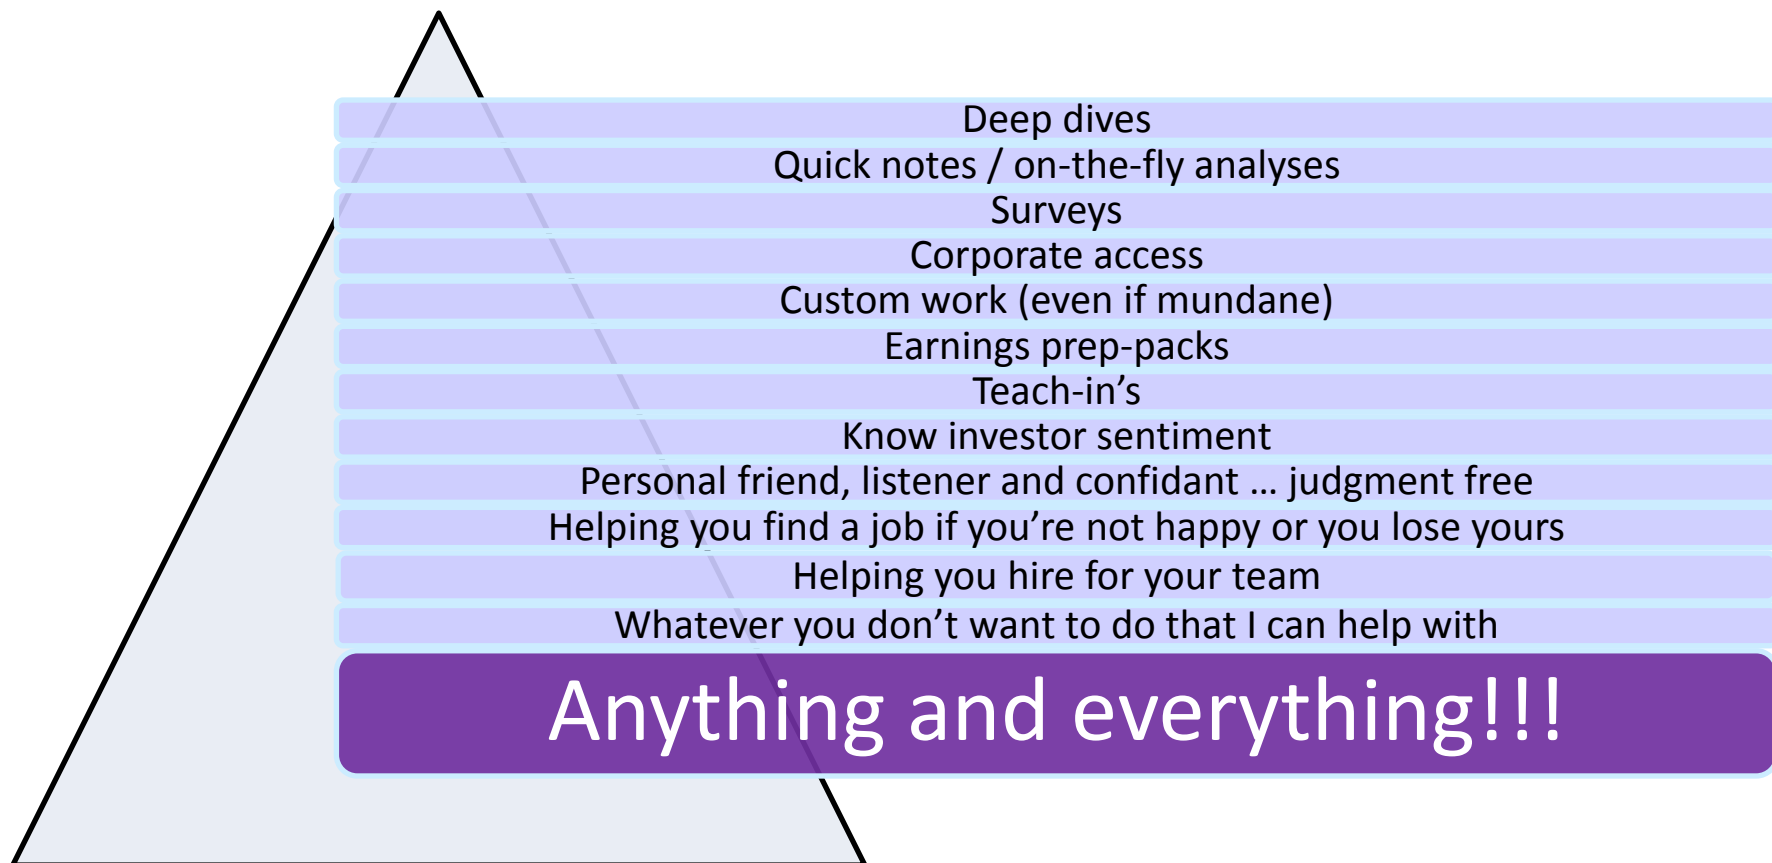 Deep dives
Quick notes / on-the-fly analyses
Surveys
Corporate access
Custom work (even if mundane)
Earnings prep-packs
Teach-in’s
Know investor sentiment
Personal friend, listener and confidant … judgment free
Helping you find a job if you’re not happy or you lose yours
Helping you hire for your team
Whatever you don’t want to do that I can help with
Anything and everything!!!